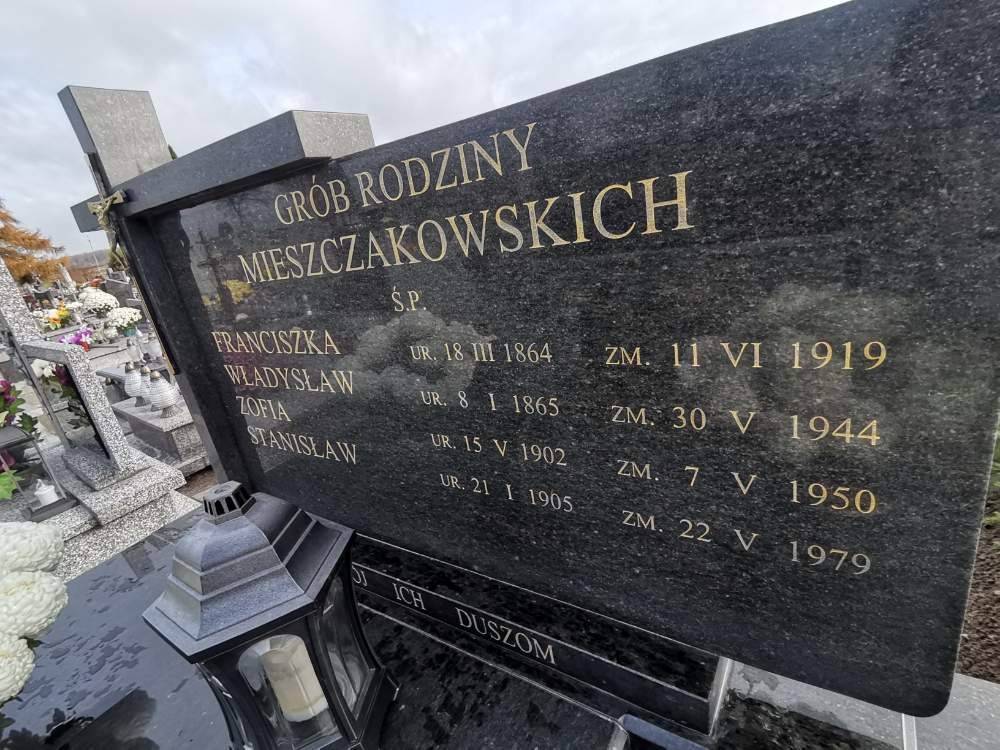 GRÓB RODZINY
MIESZCZAKOWSKICH
Ś.P.
FRANCISZKA UR. 18 III 1864 ZM. 11 VI 1919
WŁADYSŁAW UR. 8 I 1865 ZM. 30 V 1944
ZOFIA UR. 15 V 1902 ZM. 7 V 1950
STANISŁAW UR. 21 I 1905 ZM. 22 V 1979
ICH DUSZOM